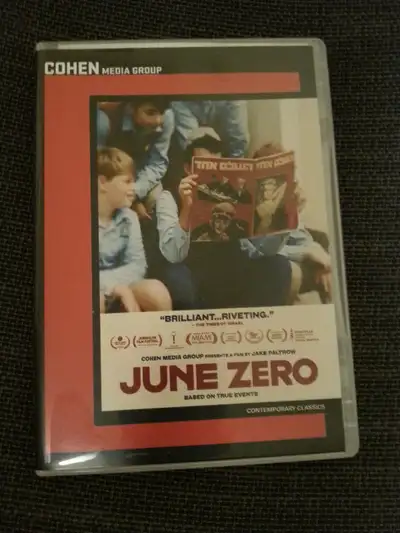 COHEN MEDIA GROUP
"BRILLIANT...RIVETING."
- THE TIMES OF ISRAEL
COHEN MEDIA GROUP PRESENTS A FILM BY JAKE PALTROW
JUNE ZERO
BASED ON TRUE EVENTS
CONTEMPORARY CLASSICS